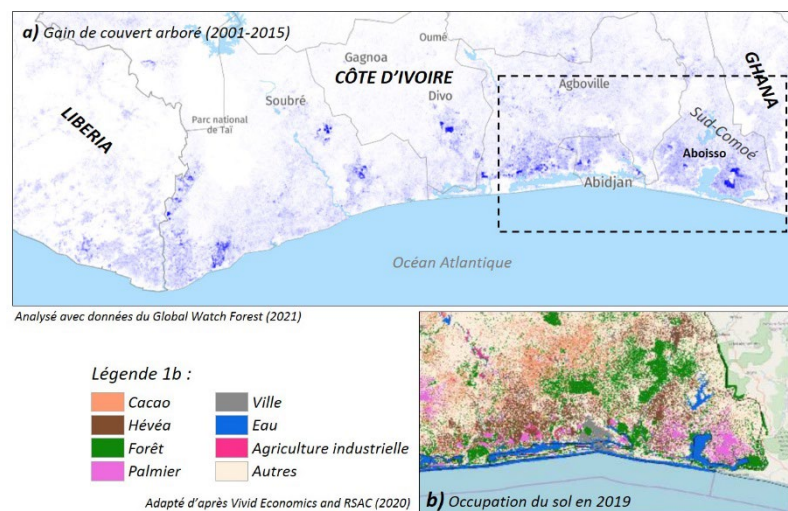 a) Gain de couvert arboré (2001-2015)
Oumé
GHANA
Gagnoa
CÔTE D'IVOIRE
Agboville
Soubré
Divo
LIBERIA
Parc national
de Taï
Sud-Comoé
Aboisso
Abidjan
Océan Atlantique
Analysé avec données du Global Watch Forest (2021)
Légende 1b :
Cacao
Ville
Hévéa
Eau
Forêt
Agriculture industrielle
Palmier
Autres
Adapté d'après Vivid Economics and RSAC (2020)
b) Occupation du sol en 2019